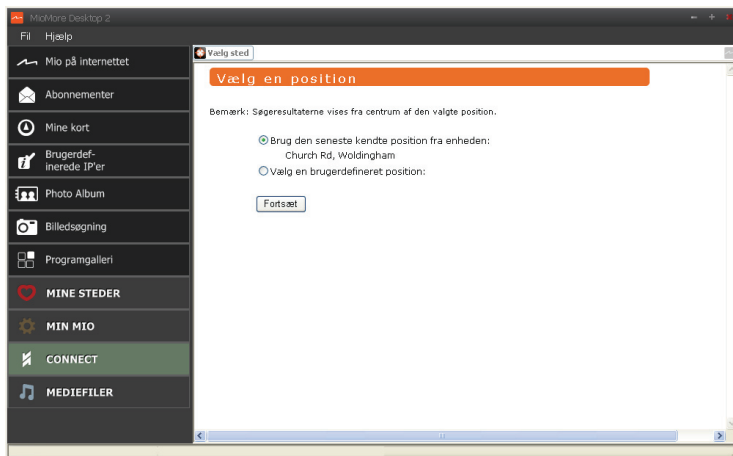 MioMore Desktop 2
Fil Hjælp
Mio på internettet
Abonnementer
Mine kort
Brugerdef-
inerede IP'er
Photo Album
Billedsøgning
Programgalleri
MINE STEDER
MIN MIO
CONNECT
MEDIEFILER
Vælg sted
Vælg en position
Bemærk: Søgeresultaterne vises fra centrum af den valgte position.
Brug den seneste kendte position fra enheden:
Church Rd, Woldingham
Vælg en brugerdefineret position:
Fortsæt